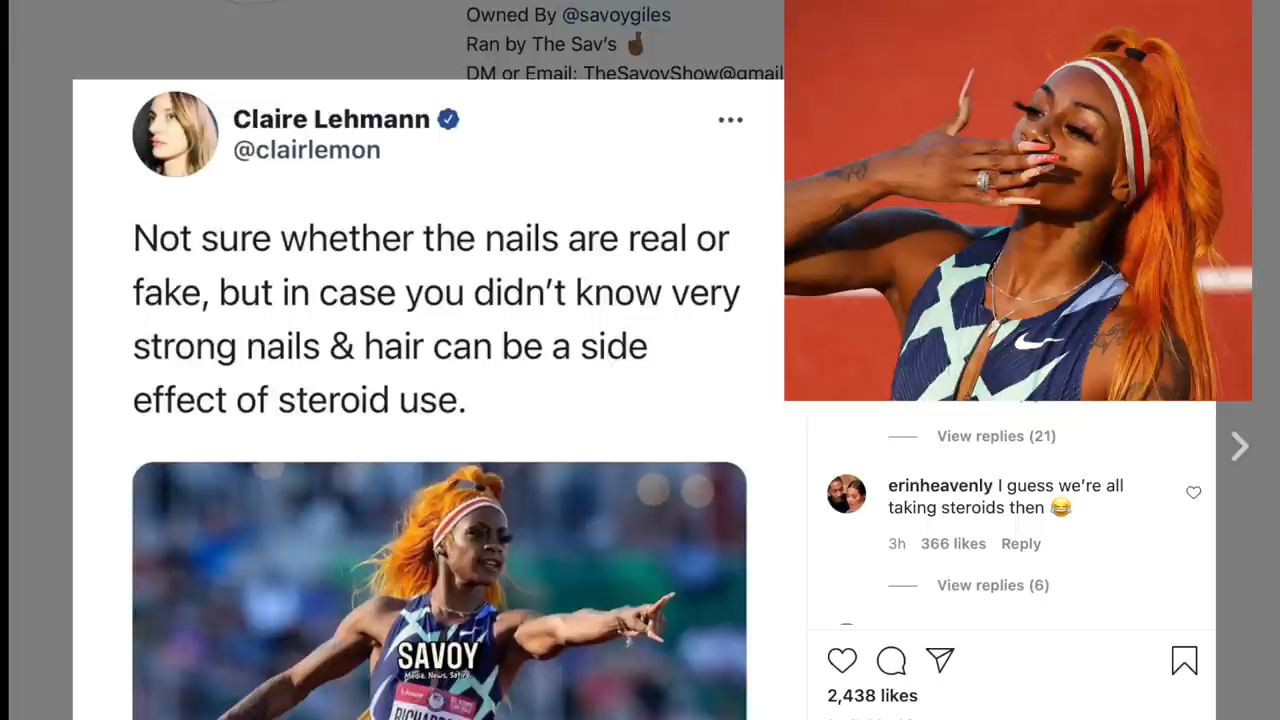 Owned By @savoygiles
Ran by The Sav's
DM or Email: TheSavoyShow@gmail
Claire Lehmann
@clairlemon
Not sure whether the nails are real or
fake, but in case you didn't know very
strong nails & hair can be a side
effect of steroid use.
SAVOY
Media. News. Satire.
View replies (21)
erinheavenly I guess we're all
taking steroids then 😂
3h 366 likes Reply
View replies (6)
2,438 likes